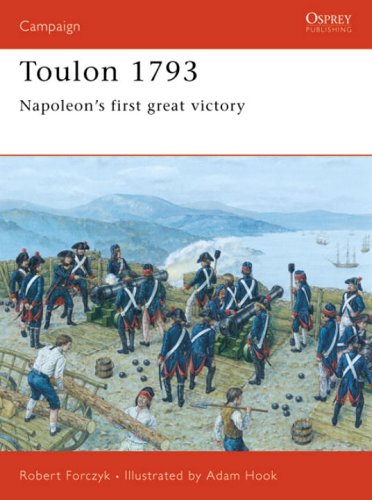 Campaign
OSPREY
PUBLISHING
Toulon 1793
Napoleon's first great victory
Robert Forczyk • Illustrated by Adam Hook